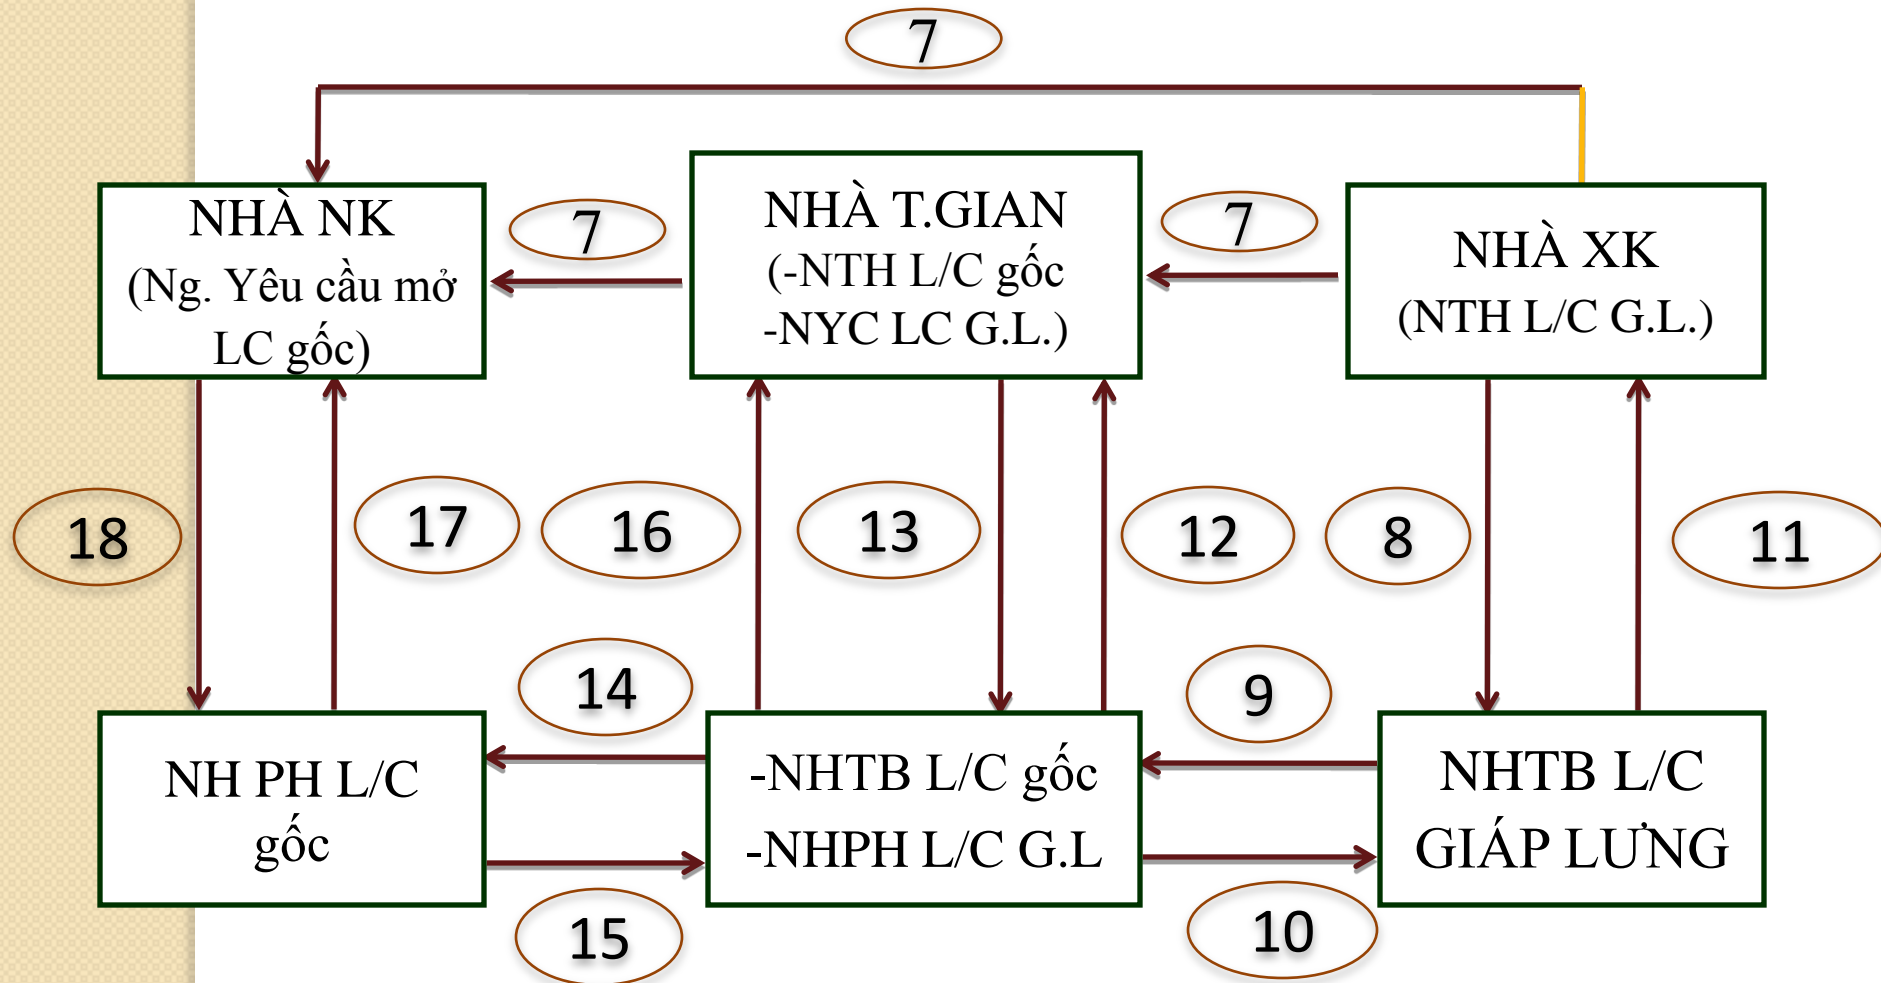 7
NHÀ NK
(Ng. Yêu cầu mở
LC gốc)
7
NHÀ T.GIAN
(-NTH L/C gốc
-NYC LC G.L.)
7
NHÀ XK
(NTH L/C G.L.)
18
17
16
13
12
8
11
14
9
NH PH L/C
gốc
-NHTB L/C gốc
-NHPH L/C G.L
NHTB L/C
GIÁP LƯNG
15
10